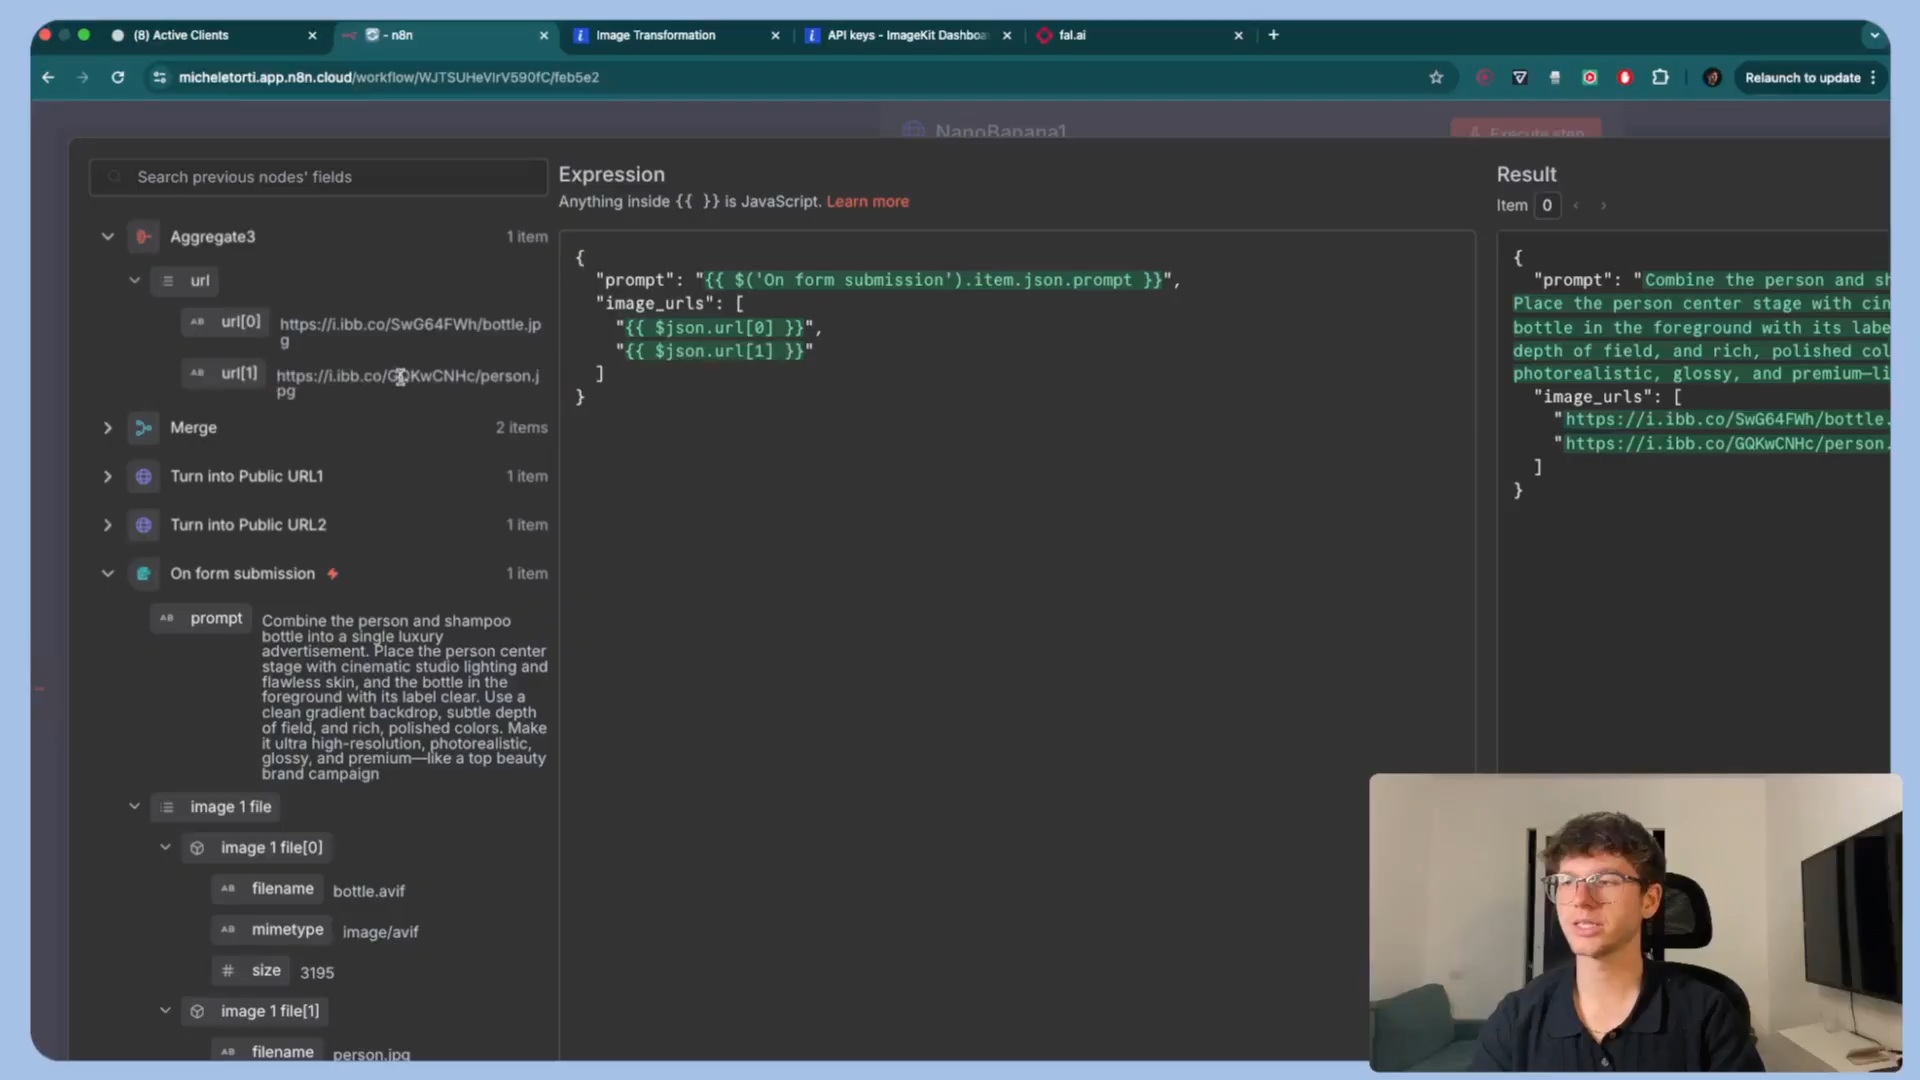 (8) Active Clients
- n8n
Image Transformation
API keys - ImageKit Dashboa
fal.ai
micheletorti.app.n8n.cloud/workflow/WJTSUHeVIrV590fC/feb5e2
Relaunch to update
NanoBanana1
Execute step
Search previous nodes' fields
Expression
Anything inside {{ }} is JavaScript. Learn more
Result
Item 0
Aggregate3
1 item
url
url[0]
https://i.ibb.co/SwG64FWh/bottle.jp
g
url[1]
https://i.ibb.co/GQKwCNHc/person.j
pg
Merge
2 items
Turn into Public URL1
1 item
Turn into Public URL2
1 item
On form submission
1 item
prompt
Combine the person and shampoo
bottle into a single luxury
advertisement. Place the person center
stage with cinematic studio lighting and
flawless skin, and the bottle in the
foreground with its label clear. Use a
clean gradient backdrop, subtle depth
of field, and rich, polished colors. Make
it ultra high-resolution, photorealistic,
glossy, and premium—like a top beauty
brand campaign
image 1 file
image 1 file[0]
filename
bottle.avif
mimetype
image/avif
size
3195
image 1 file[1]
filename
person.jpg
{
"prompt": "{{ $('On form submission').item.json.prompt }}",
"image_urls": [
"{{ $json.url[0] }}",
"{{ $json.url[1] }}"
]
}
{
"prompt": "Combine the person and sh
Place the person center stage with cin
bottle in the foreground with its labe
depth of field, and rich, polished col
photorealistic, glossy, and premium—li
"image_urls": [
"https://i.ibb.co/SwG64FWh/bottle.
"https://i.ibb.co/GQKwCNHc/person.
]
}